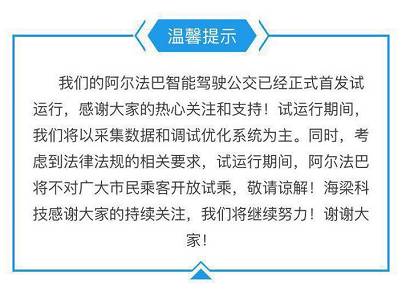 温馨提示
我们的阿尔法巴智能驾驶公交已经正式首发试
运行，感谢大家的热心关注和支持！试运行期间，
我们将以采集数据和调试优化系统为主。同时，考
虑到法律法规的相关要求，试运行期间，阿尔法巴
将不对广大市民乘客开放试乘，敬请谅解！海梁科
技感谢大家的持续关注，我们将继续努力！谢谢大
家！